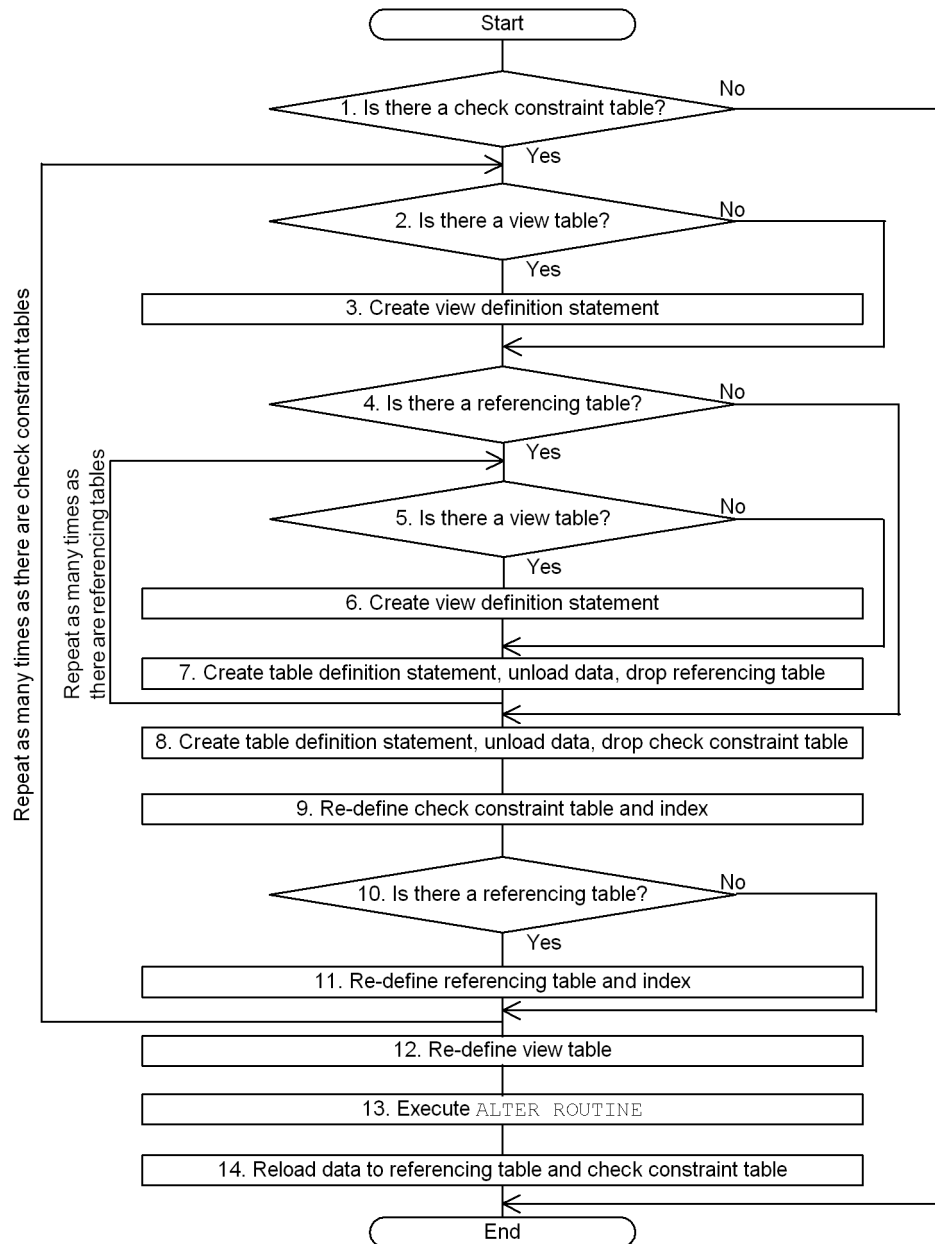 Start
1. Is there a check constraint table?
No
Yes
2. Is there a view table?
No
Yes
3. Create view definition statement
4. Is there a referencing table?
No
Yes
5. Is there a view table?
No
Yes
6. Create view definition statement
7. Create table definition statement, unload data, drop referencing table
Repeat as many times as
there are referencing tables
8. Create table definition statement, unload data, drop check constraint table
9. Re-define check constraint table and index
10. Is there a referencing table?
No
Yes
11. Re-define referencing table and index
Repeat as many times as there are check constraint tables
12. Re-define view table
13. Execute ALTER ROUTINE
14. Reload data to referencing table and check constraint table
End